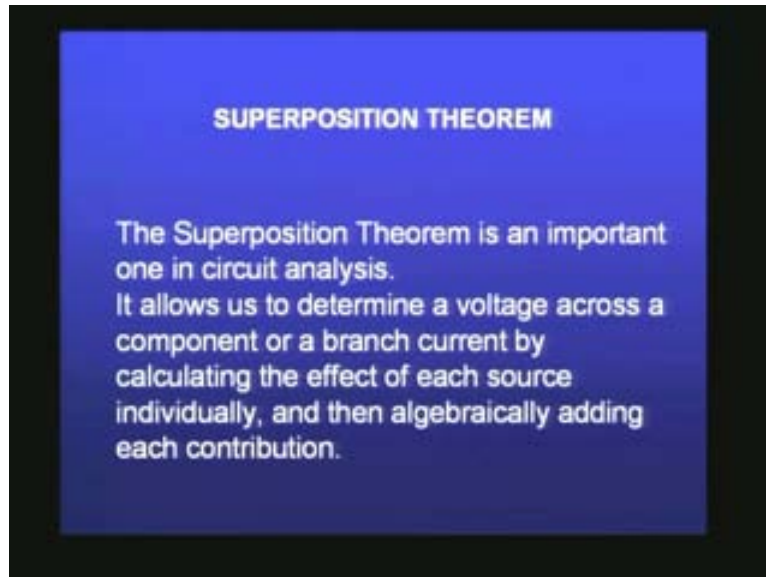 SUPERPOSITION THEOREM
The Superposition Theorem is an important
one in circuit analysis.
It allows us to determine a voltage across a
component or a branch current by
calculating the effect of each source
individually, and then algebraically adding
each contribution.